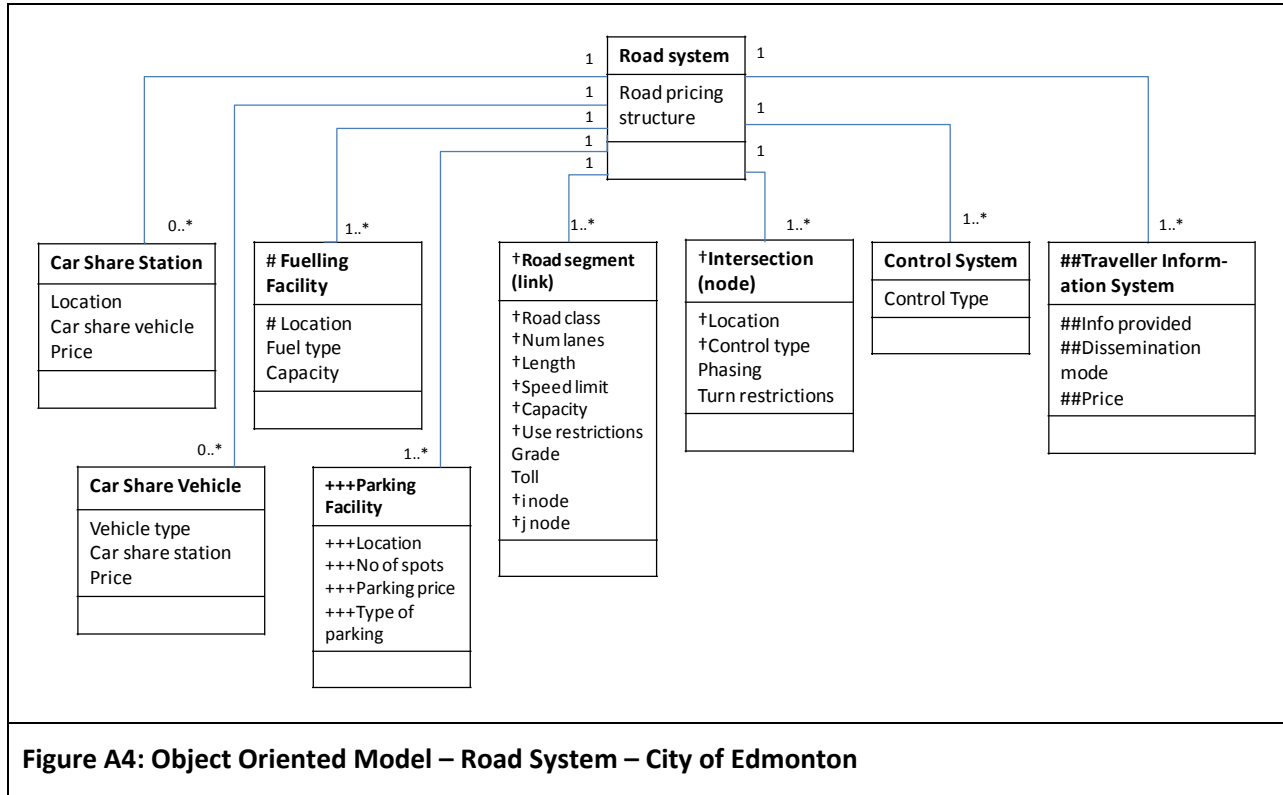 Road system
Road pricing
structure
1
1
1
1
1
1
1
1
0..*
1..*
1..*
1..*
1..*
1..*
Car Share Station
Location
Car share vehicle
Price
# Fuelling
Facility
# Location
Fuel type
Capacity
†Road segment
(link)
†Road class
†Num lanes
†Length
†Speed limit
†Capacity
†Use restrictions
Grade
Toll
†i node
†j node
†Intersection
(node)
†Location
†Control type
Phasing
Turn restrictions
Control System
Control Type
##Traveller Inform-
ation System
##Info provided
##Dissemination
mode
##Price
0..*
1..*
Car Share Vehicle
Vehicle type
Car share station
Price
+++Parking
Facility
+++Location
+++No of spots
+++Parking price
+++Type of
parking
Figure A4: Object Oriented Model – Road System – City of Edmonton